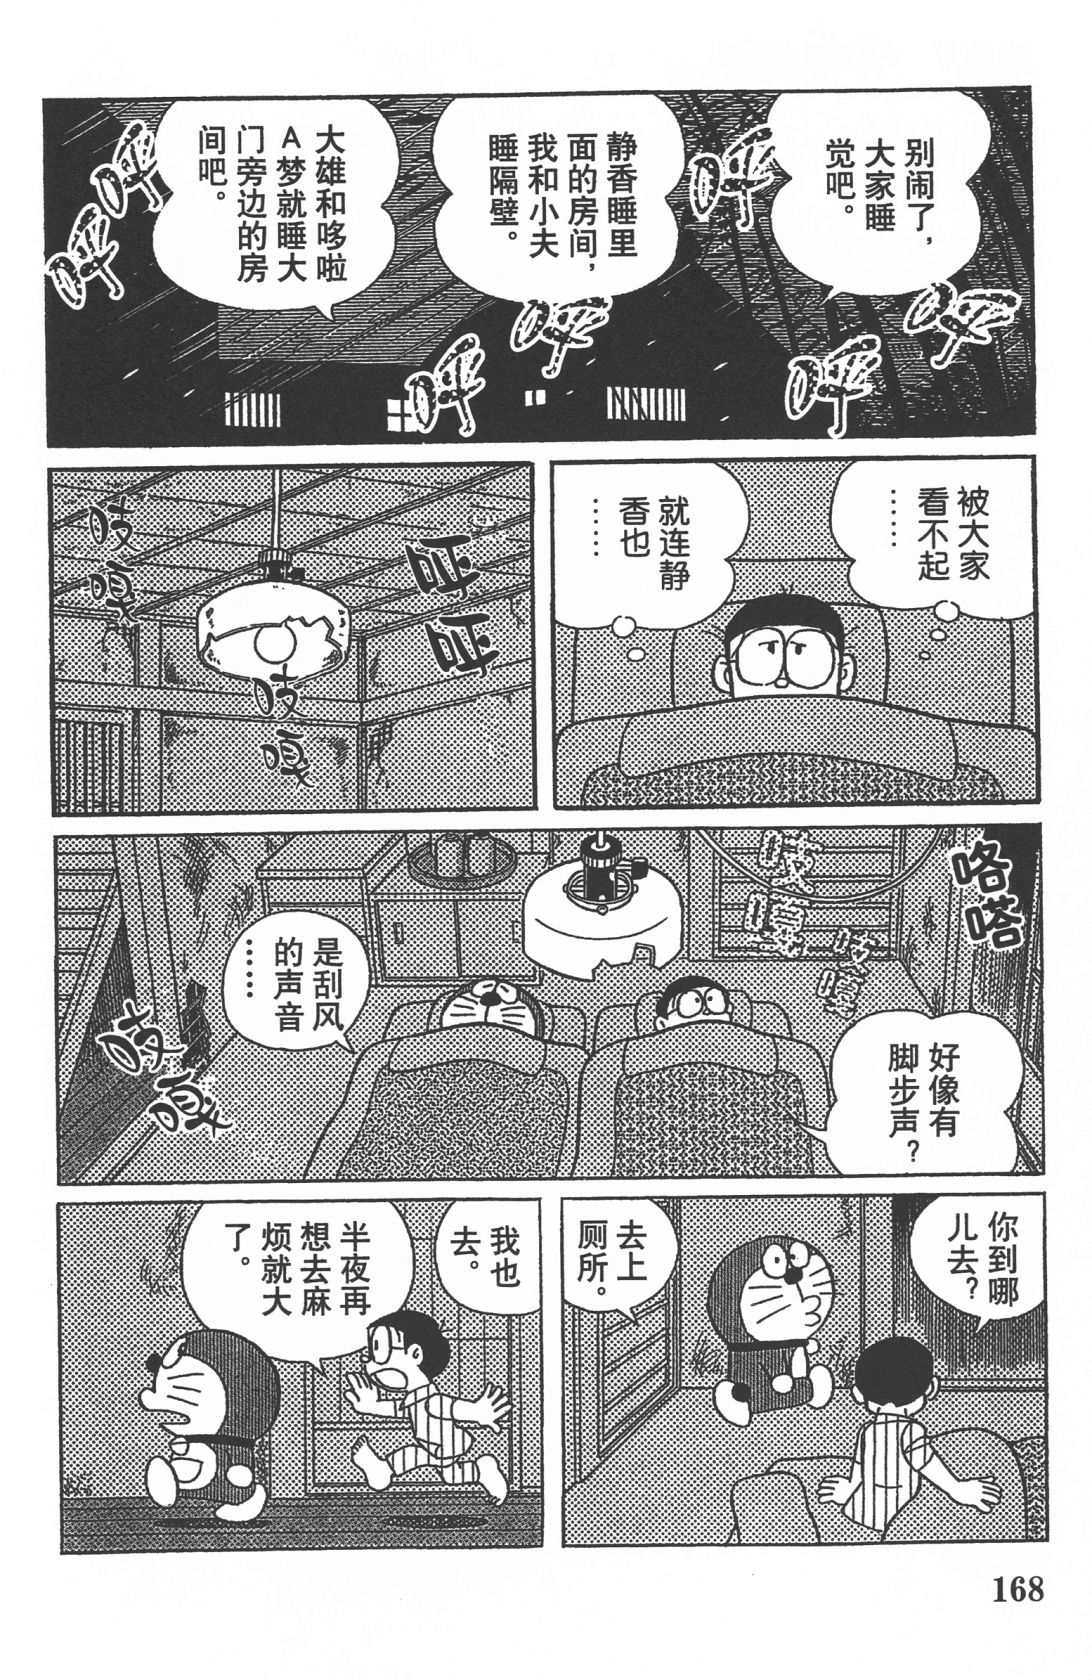 别闹了，
大家睡
觉吧。
静香睡里
面的房间，
我和小夫
睡隔壁。
大雄和哆啦
A梦就睡大
门旁边的房
间吧。
呼
呼
呼
呼
呼
呼
呼
被大家
看不起
……
就连静
香也
……
吱嘎
吱嘎
呼呼
咯嗒
吱嘎
吱嘎
好像有
脚步声？
是刮风
的声音
……
吱嘎
你到哪
儿去？
去上
厕所。
我也
去。
半夜再
想去麻
烦就大
了。
168